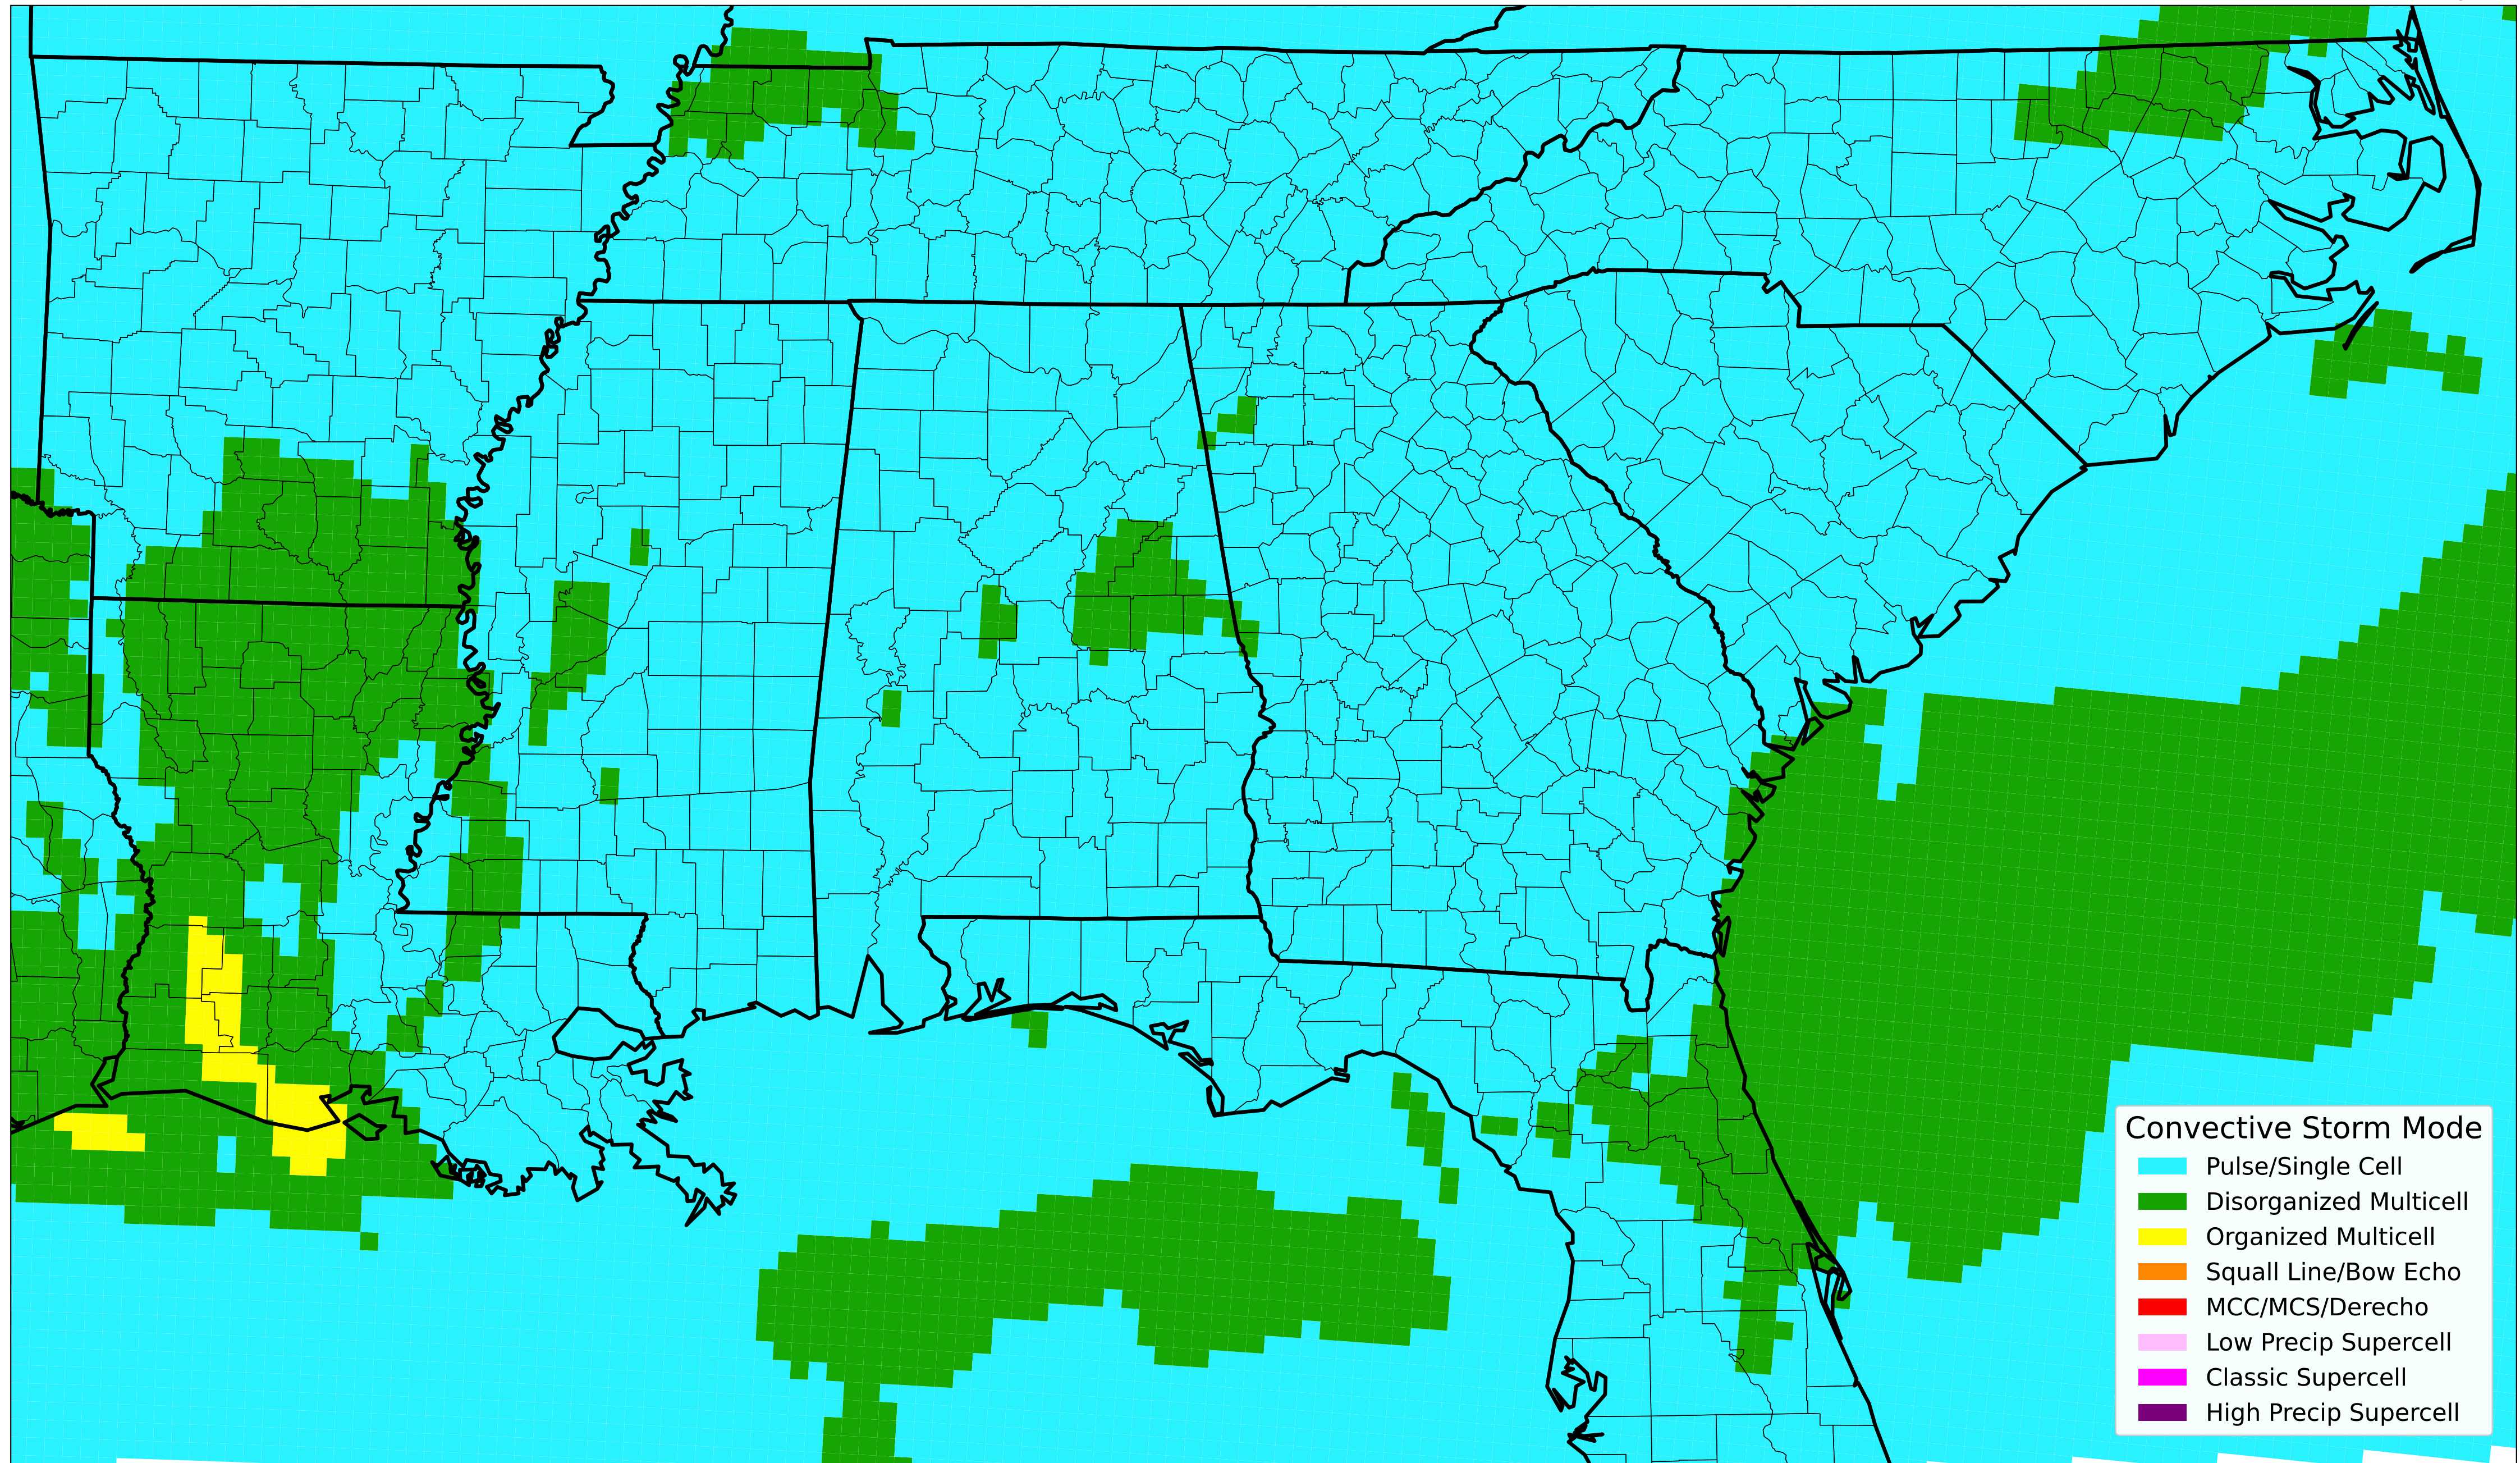 Convective Storm Mode
Pulse/Single Cell
Disorganized Multicell
Organized Multicell
Squall Line/Bow Echo
MCC/MCS/Derecho
Low Precip Supercell
Classic Supercell
High Precip Supercell